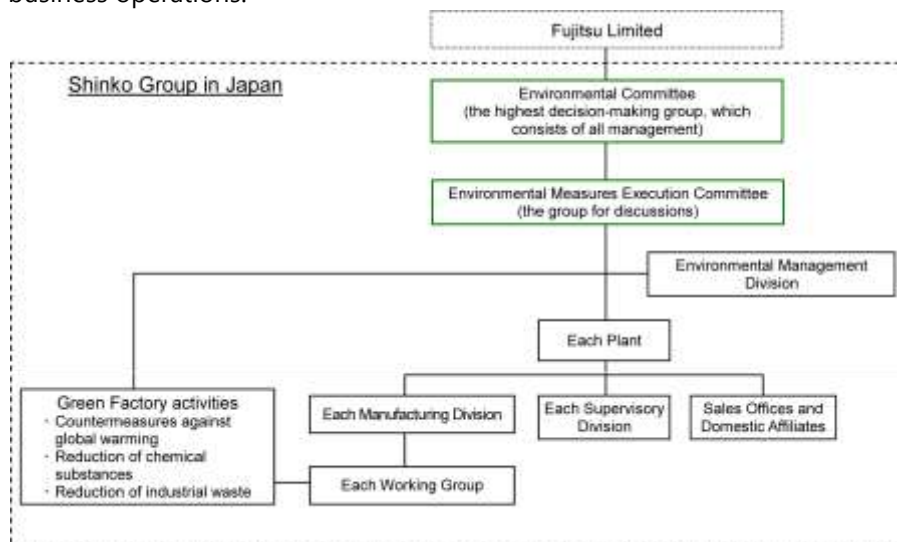 business operations.
Fujitsu Limited
Shinko Group in Japan
Environmental Committee
(the highest decision-making group, which
consists of all management)
Environmental Measures Execution Committee
(the group for discussions)
Environmental Management
Division
Each Plant
Green Factory activities
・Countermeasures against
global warming
・Reduction of chemical
substances
・Reduction of industrial waste
Each Manufacturing Division
Each Supervisory
Division
Sales Offices and
Domestic Affiliates
Each Working Group